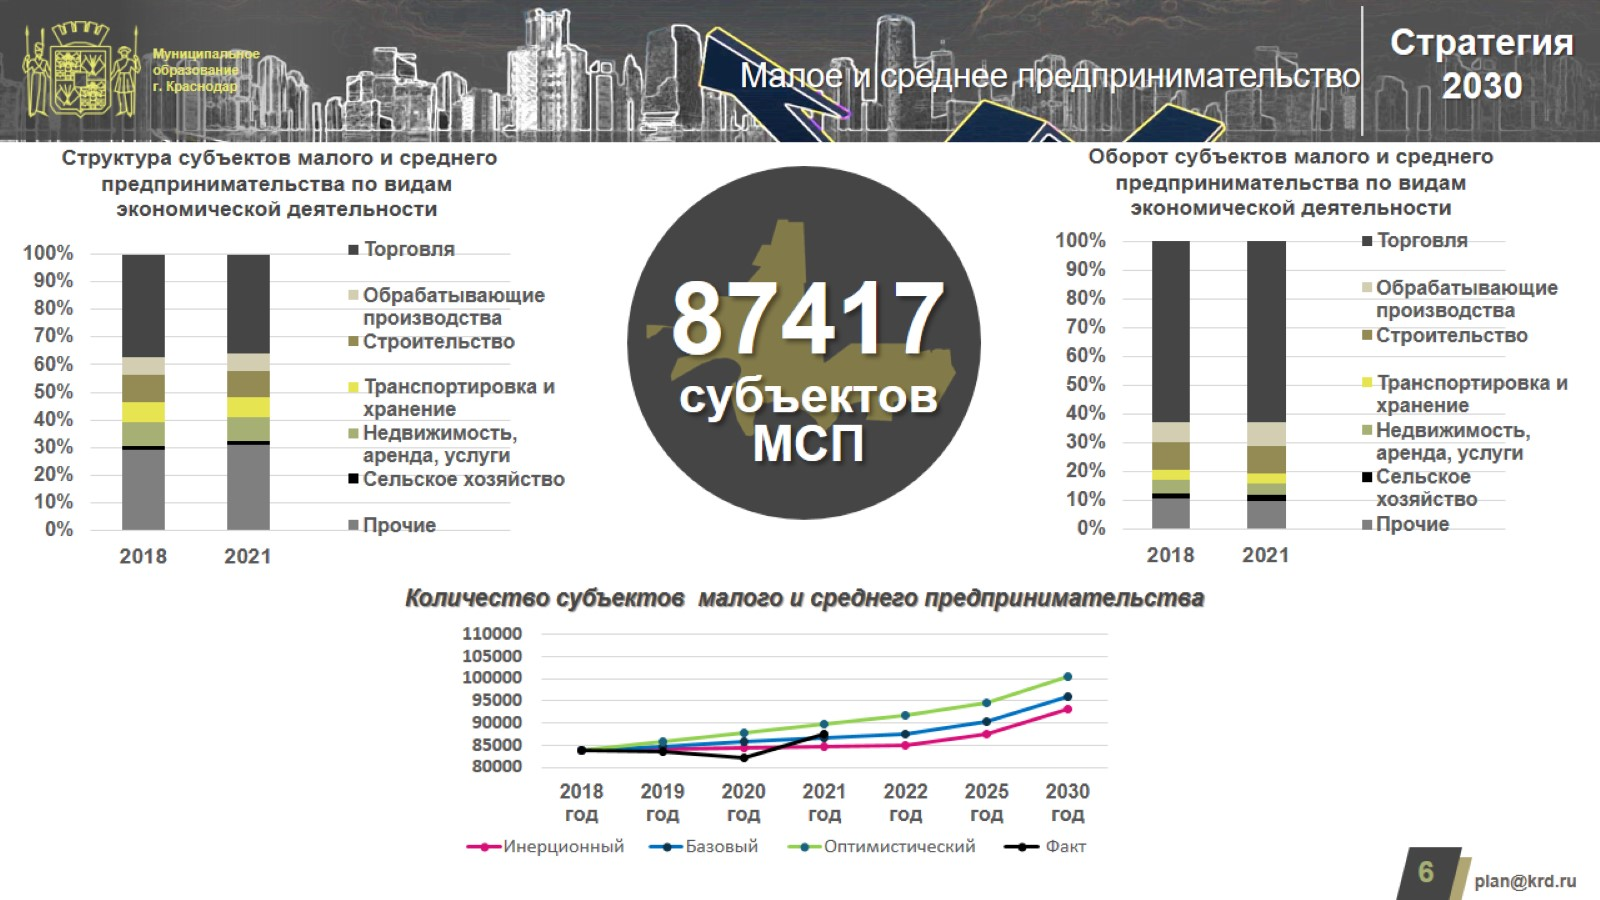 Муниципальное
образование
г. Краснодар
Малое и среднее предпринимательство
Стратегия
2030
Структура субъектов малого и среднего
предпринимательства по видам
экономической деятельности
100%
90%
80%
70%
60%
50%
40%
30%
20%
10%
0%
2018
2021
Торговля
Обрабатывающие
производства
Строительство
Транспортировка и
хранение
Недвижимость,
аренда, услуги
Сельское хозяйство
Прочие
87417
субъектов
МСП
Оборот субъектов малого и среднего
предпринимательства по видам
экономической деятельности
100%
90%
80%
70%
60%
50%
40%
30%
20%
10%
0%
2018
2021
Торговля
Обрабатывающие
производства
Строительство
Транспортировка и
хранение
Недвижимость,
аренда, услуги
Сельское
хозяйство
Прочие
Количество субъектов малого и среднего предпринимательства
110000
105000
100000
95000
90000
85000
80000
2018 год
2019 год
2020 год
2021 год
2022 год
2025 год
2030 год
Инерционный
Базовый
Оптимистический
Факт
6
plan@krd.ru